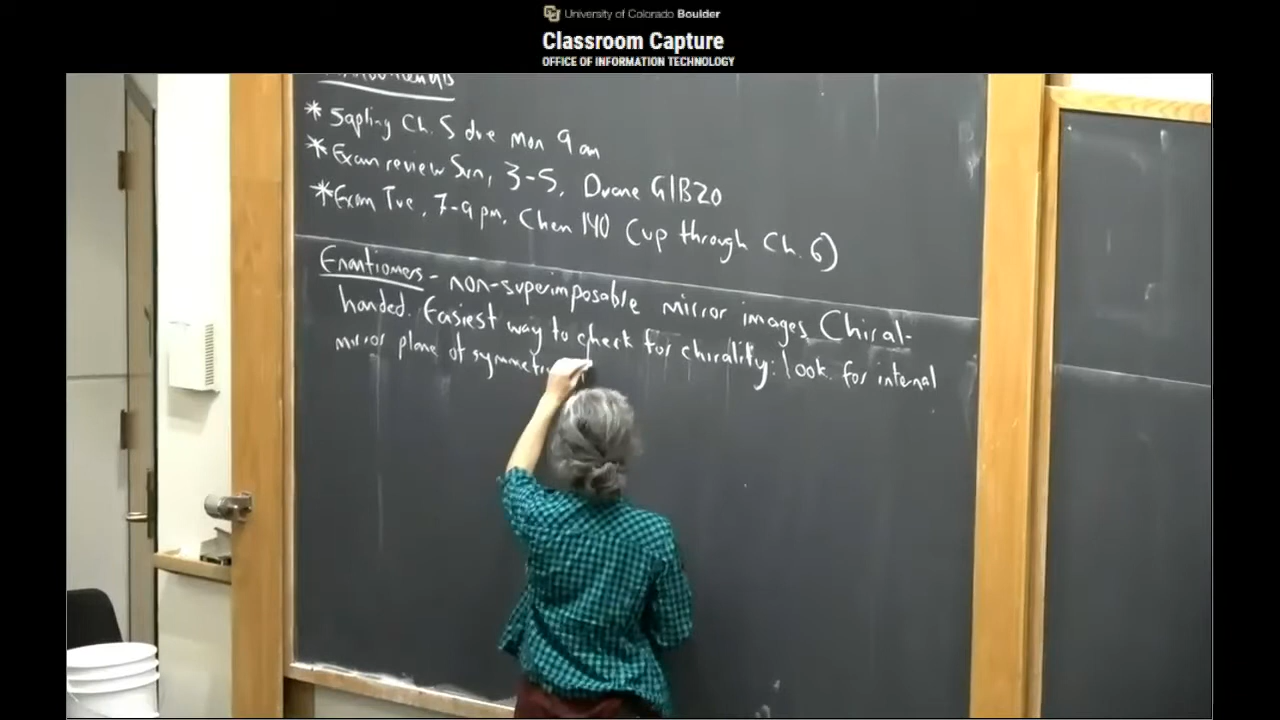 University of Colorado Boulder
Classroom Capture
OFFICE OF INFORMATION TECHNOLOGY
* Sapling Ch. 5 due Mon 9 am
* Exam review Sun, 3-5, Duane G1B20
* Exam Tue, 7-9 pm, Chem 140 (up through Ch. 6)
Enantiomers - non-superimposable mirror images Chiral-
handed. Easiest way to check for chirality: look for internal
mirror plane of symmetr